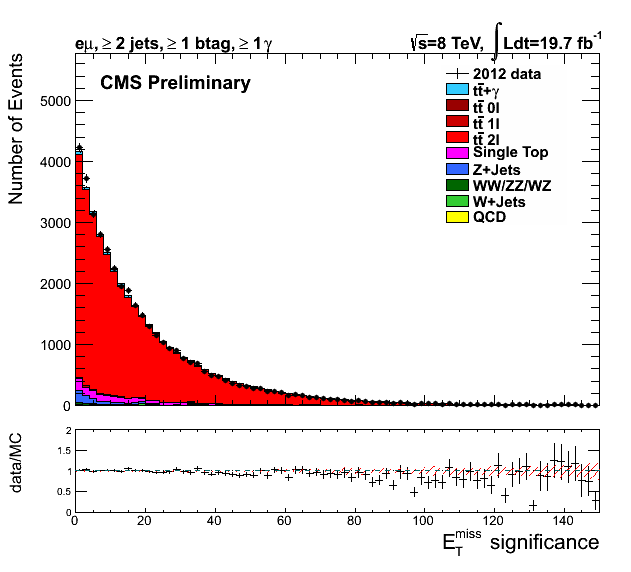 eμ, ≥ 2 jets, ≥ 1 btag, ≥ 1 γ
√s=8 TeV, ∫Ldt=19.7 fb⁻¹
CMS Preliminary
2012 data
tt̄+γ
tt̄ 0l
tt̄ 1l
tt̄ 2l
Single Top
Z+Jets
WW/ZZ/WZ
W+Jets
QCD
Number of Events
5000
4000
3000
2000
1000
0
data/MC
2
1.5
1
0.5
0
0 20 40 60 80 100 120 140
E_T^miss significance